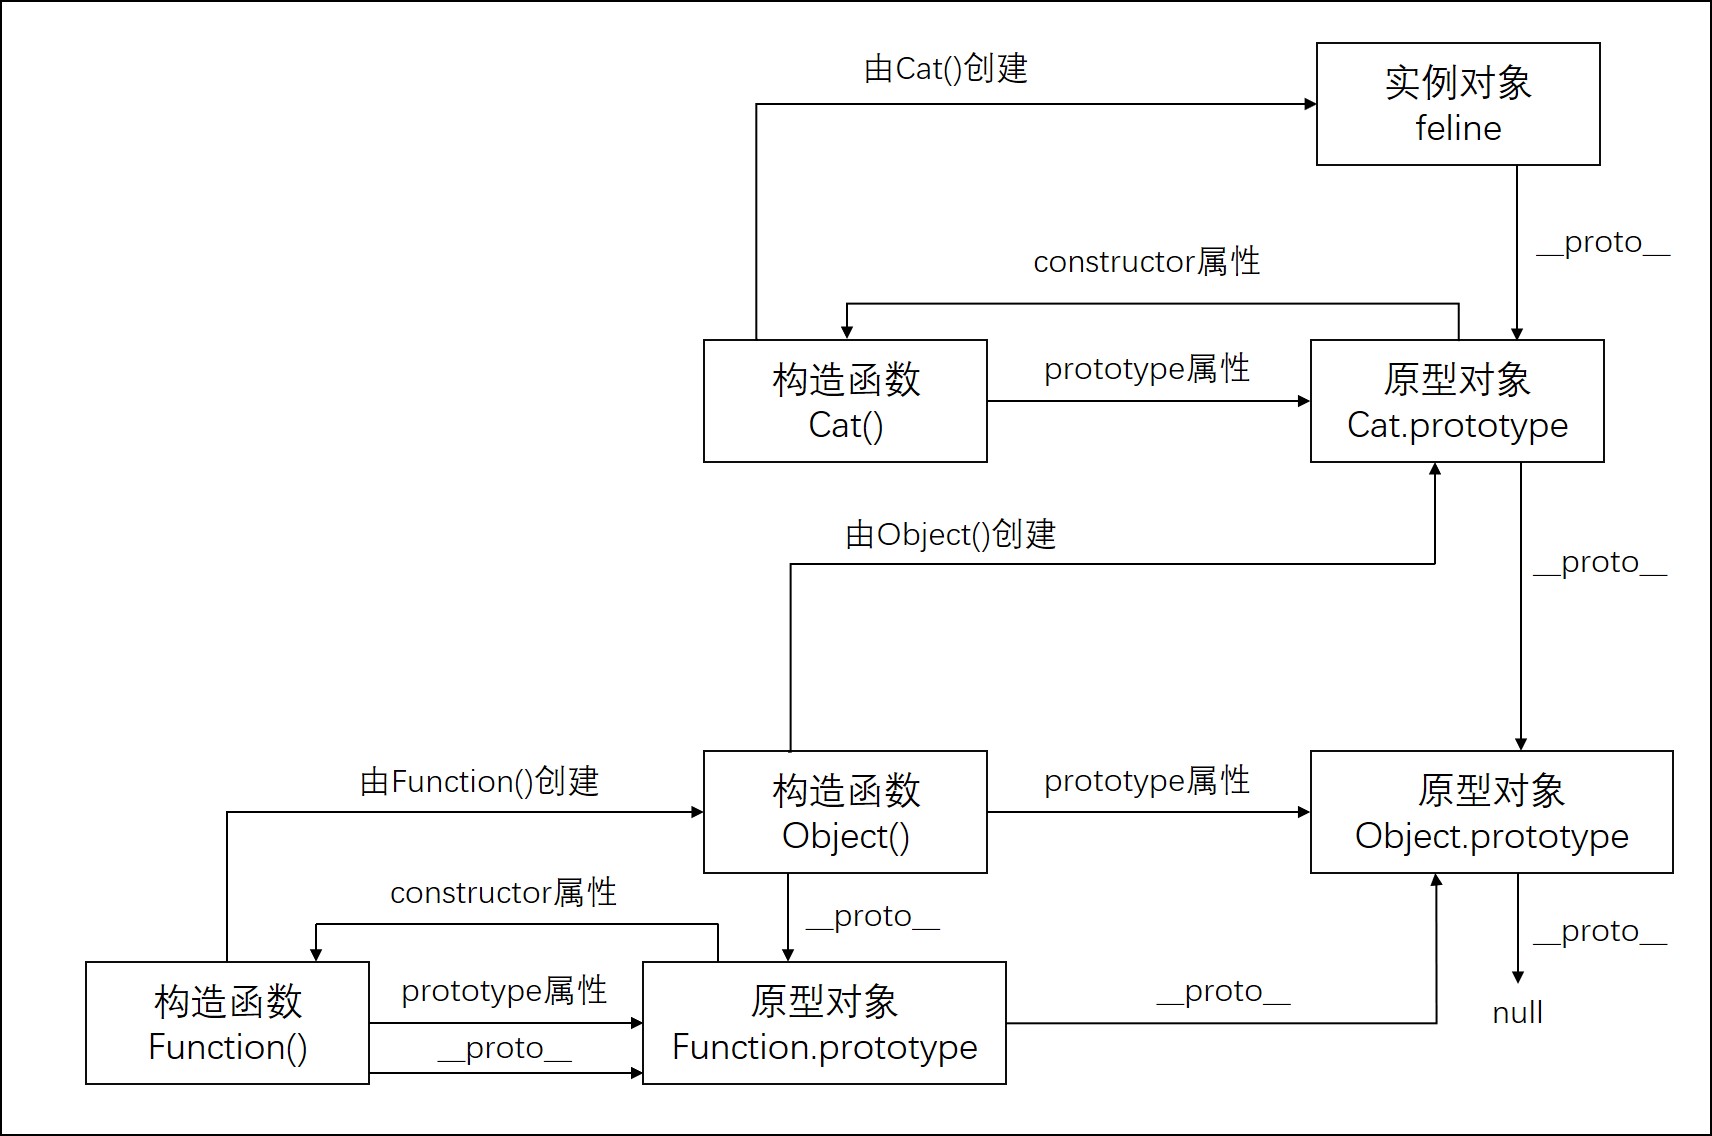 由Cat()创建
实例对象
feline
__proto__
constructor属性
构造函数
Cat()
prototype属性
原型对象
Cat.prototype
由Object()创建
__proto__
由Function()创建
构造函数
Object()
prototype属性
原型对象
Object.prototype
constructor属性
__proto__
__proto__
构造函数
Function()
prototype属性
__proto__
原型对象
Function.prototype
__proto__
null